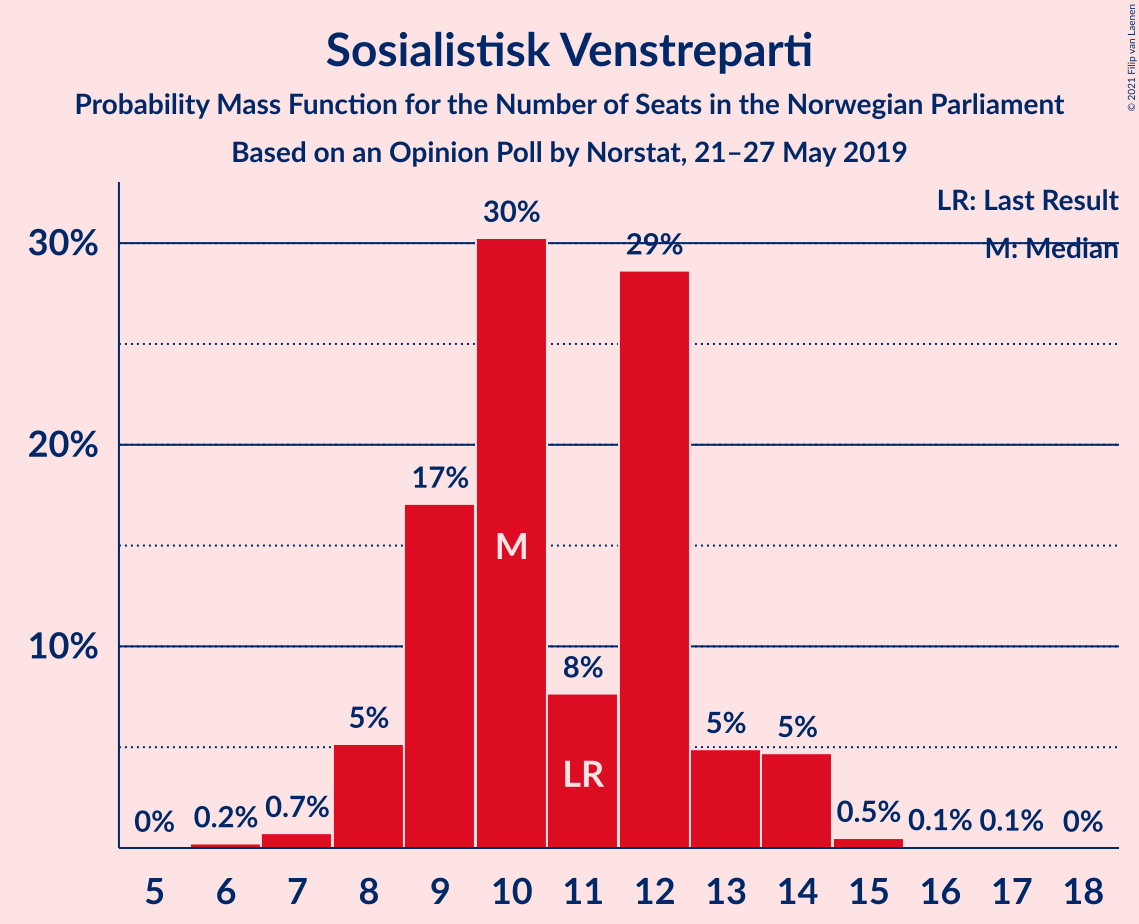 Sosialistisk Venstreparti
Probability Mass Function for the Number of Seats in the Norwegian Parliament
Based on an Opinion Poll by Norstat, 21–27 May 2019
© 2021 Filip van Laenen
LR: Last Result
M: Median
30%
20%
10%
0%
0.2%
0.7%
5%
17%
30%
8%
29%
5%
5%
0.5%
0.1%
0.1%
0%
M
LR
5 6 7 8 9 10 11 12 13 14 15 16 17 18